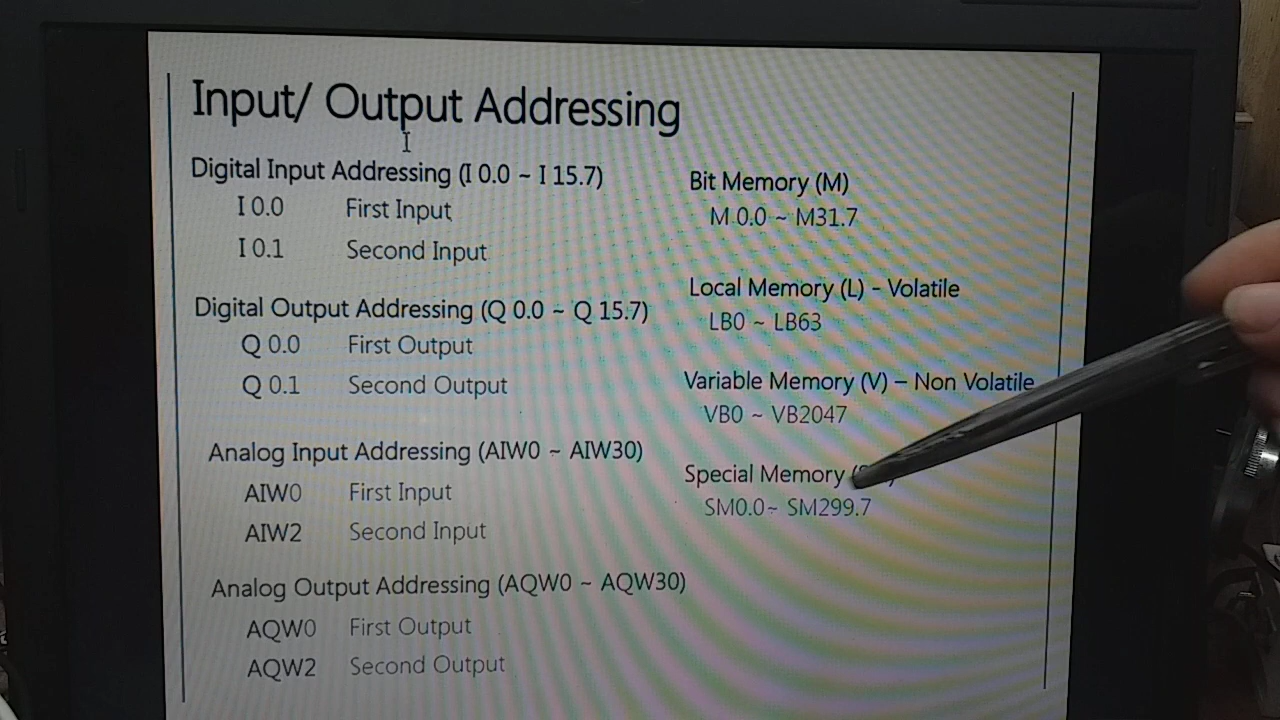 Input/ Output Addressing
Digital Input Addressing (I 0.0 ~ I 15.7)
I 0.0 First Input
I 0.1 Second Input
Digital Output Addressing (Q 0.0 ~ Q 15.7)
Q 0.0 First Output
Q 0.1 Second Output
Analog Input Addressing (AIW0 ~ AIW30)
AIW0 First Input
AIW2 Second Input
Analog Output Addressing (AQW0 ~ AQW30)
AQW0 First Output
AQW2 Second Output
Bit Memory (M)
M 0.0 ~ M31.7
Local Memory (L) - Volatile
LB0 ~ LB63
Variable Memory (V) – Non Volatile
VB0 ~ VB2047
Special Memory
SM0.0~ SM299.7